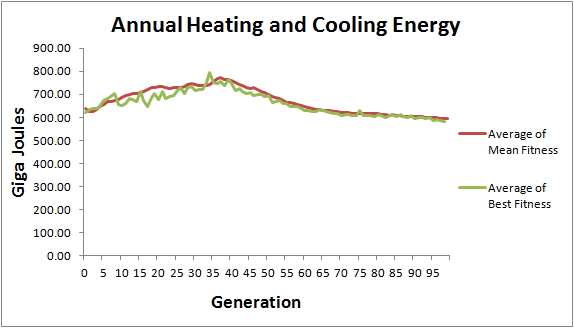 Annual Heating and Cooling Energy
900.00
800.00
700.00
600.00
500.00
400.00
300.00
200.00
100.00
0.00
Giga Joules
0 5 10 15 20 25 30 35 40 45 50 55 60 65 70 75 80 85 90 95
Generation
Average of
Mean Fitness
Average of
Best Fitness